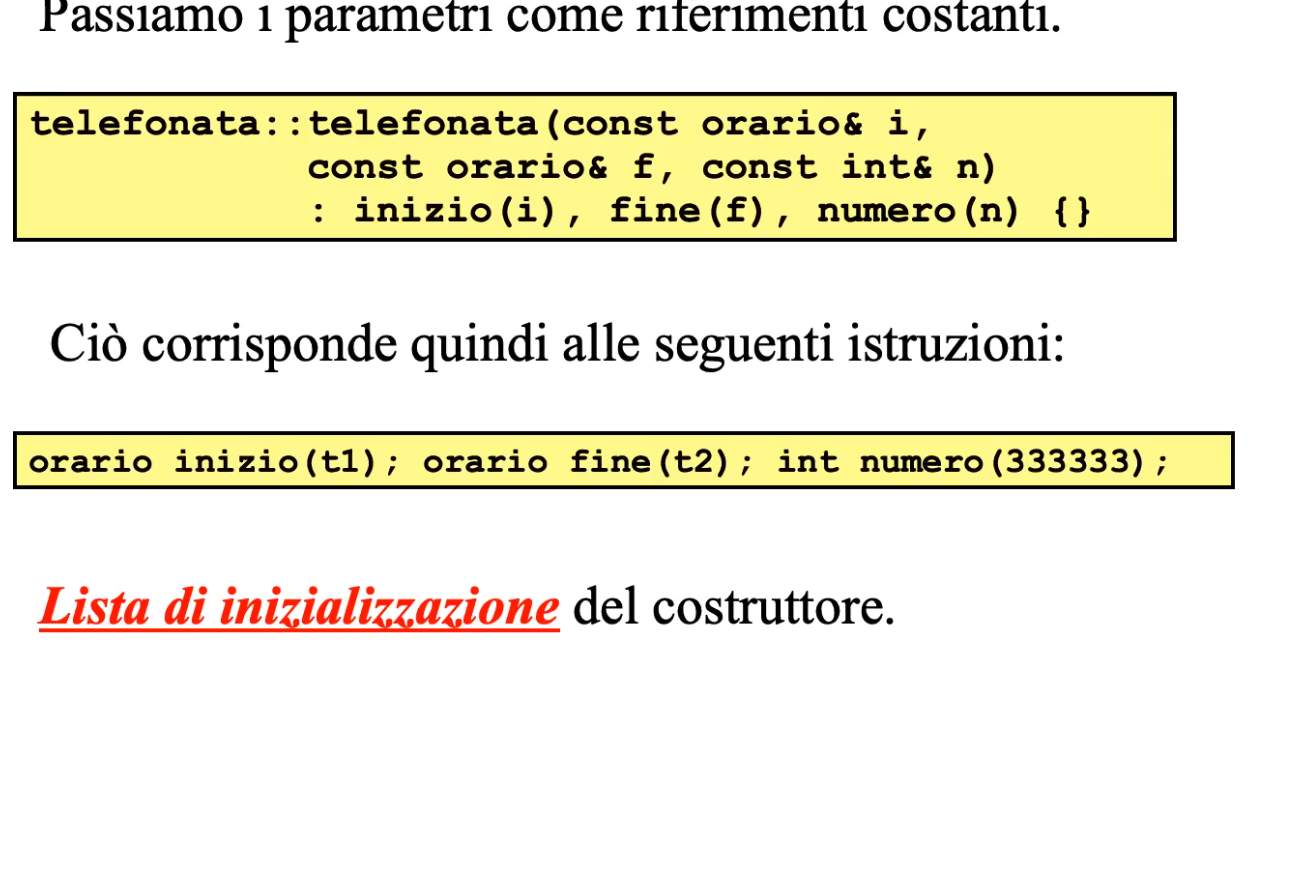 Passiamo i parametri come riferimenti costanti.
telefonata::telefonata(const orario& i,
const orario& f, const int& n)
: inizio(i), fine(f), numero(n) {}
Ciò corrisponde quindi alle seguenti istruzioni:
orario inizio(t1); orario fine(t2); int numero(333333);
Lista di inizializzazione del costruttore.